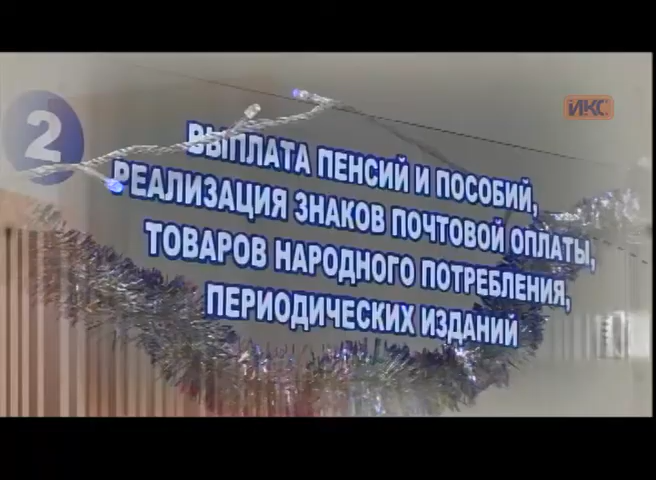 ИКС
2
ВЫПЛАТА ПЕНСИЙ И ПОСОБИЙ,
РЕАЛИЗАЦИЯ ЗНАКОВ ПОЧТОВОЙ ОПЛАТЫ,
ТОВАРОВ НАРОДНОГО ПОТРЕБЛЕНИЯ,
ПЕРИОДИЧЕСКИХ ИЗДАНИЙ